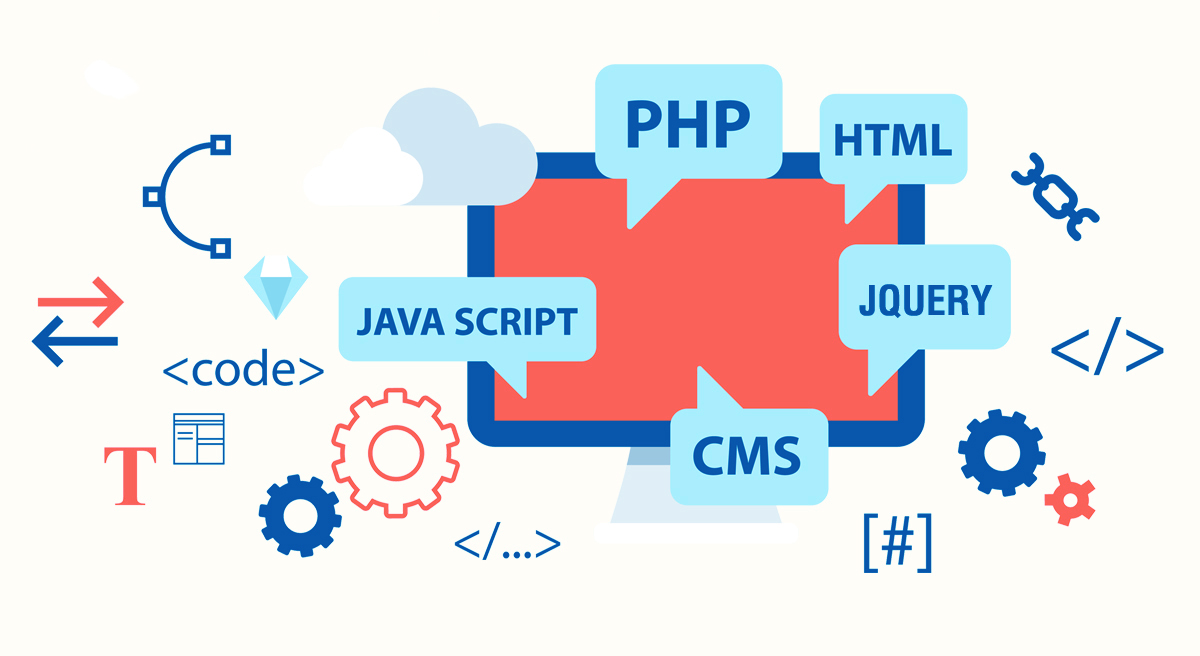 PHP
HTML
JQUERY
JAVA SCRIPT
</>
<code>
T
CMS
</...>
[#]